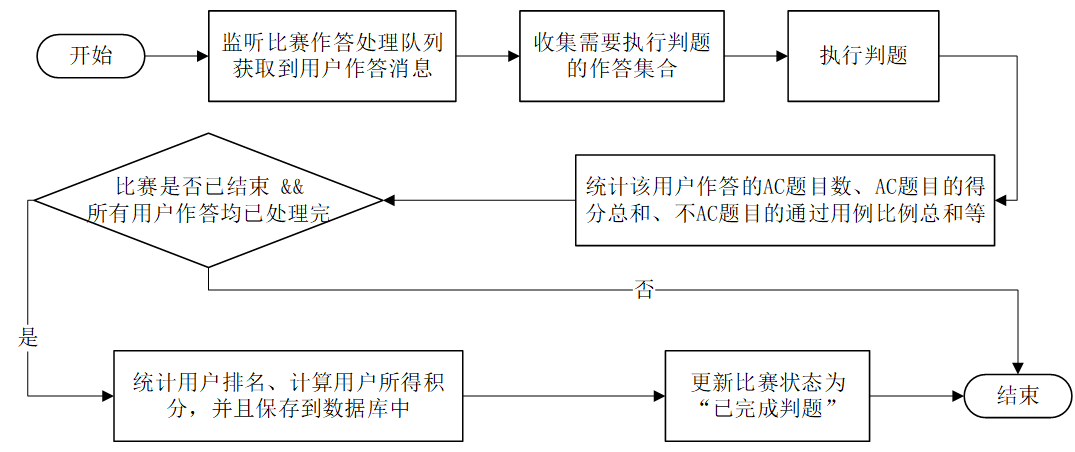 开始
监听比赛作答处理队列
获取到用户作答消息
收集需要执行判题
的作答集合
执行判题
统计该用户作答的AC题目数、AC题目的得
分总和、不AC题目的通过用例比例总和等
比赛是否已结束 &&
所有用户作答均已处理完
否
是
统计用户排名、计算用户所得积
分，并且保存到数据库中
更新比赛状态为
“已完成判题”
结束